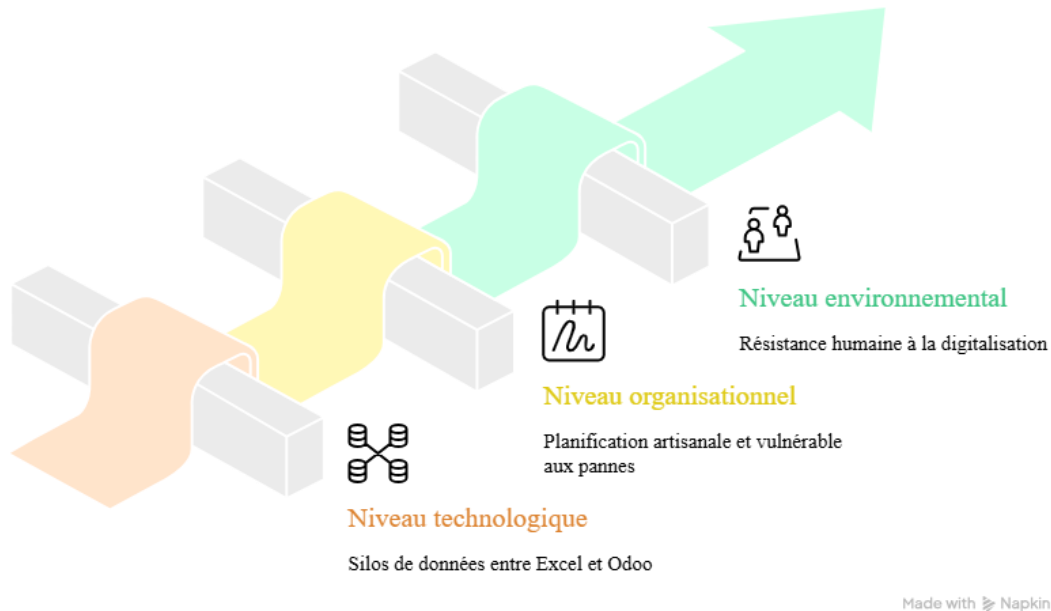 Niveau environnemental
Résistance humaine à la digitalisation
Niveau organisationnel
Planification artisanale et vulnérable
aux pannes
Niveau technologique
Silos de données entre Excel et Odoo
Made with Napkin